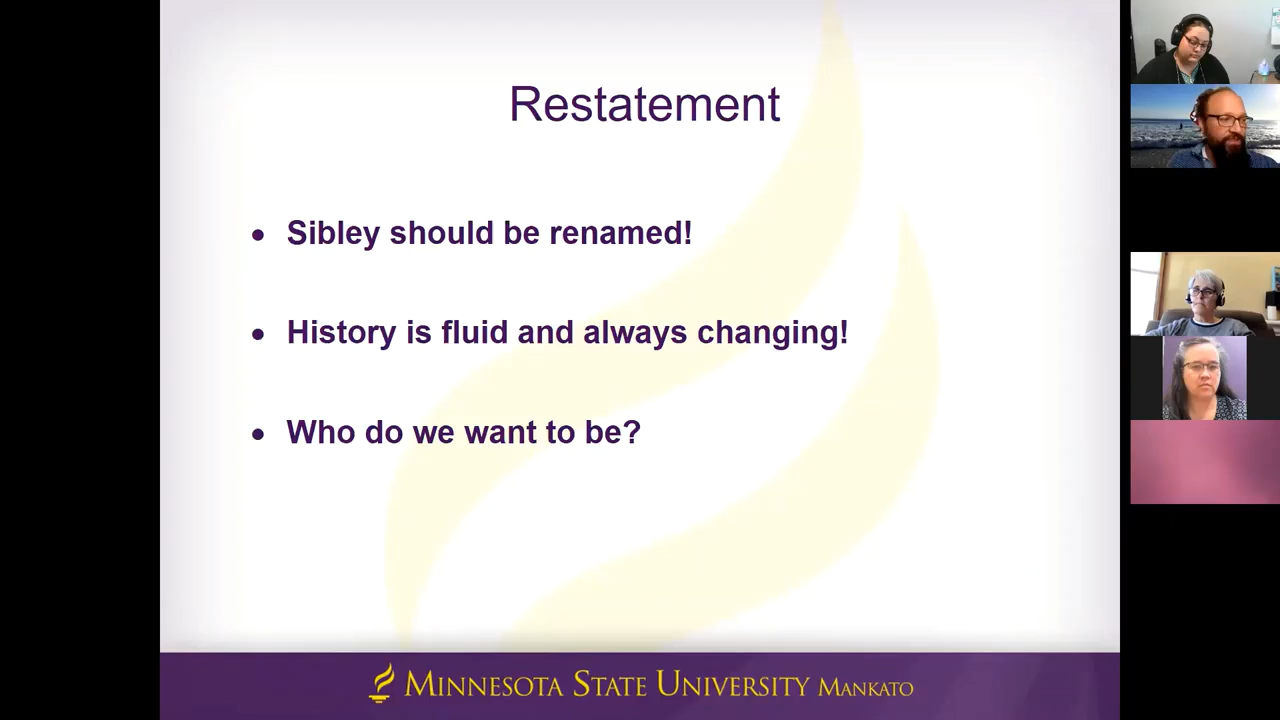 Restatement
• Sibley should be renamed!
• History is fluid and always changing!
• Who do we want to be?
MINNESOTA STATE UNIVERSITY MANKATO